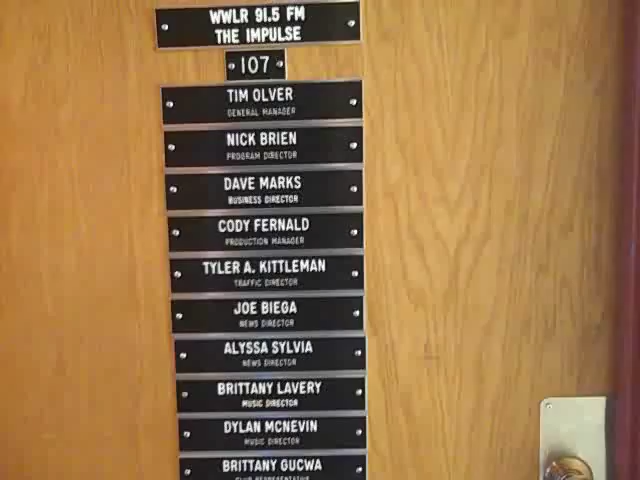 WWLR 91.5 FM
THE IMPULSE
107
TIM OLVER
GENERAL MANAGER
NICK BRIEN
PROGRAM DIRECTOR
DAVE MARKS
BUSINESS DIRECTOR
CODY FERNALD
PRODUCTION MANAGER
TYLER A. KITTLEMAN
TRAFFIC DIRECTOR
JOE BIEGA
NEWS DIRECTOR
ALYSSA SYLVIA
NEWS DIRECTOR
BRITTANY LAVERY
MUSIC DIRECTOR
DYLAN MCNEVIN
MUSIC DIRECTOR
BRITTANY GUCWA
CLUB REPRESENTATIVE